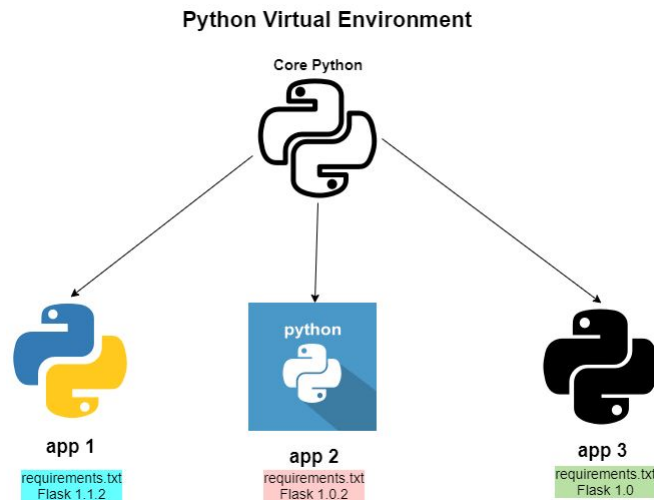 Python Virtual Environment
Core Python
python
app 1
requirements.txt
Flask 1.1.2
app 2
requirements.txt
Flask 1.0.2
app 3
requirements.txt
Flask 1.0